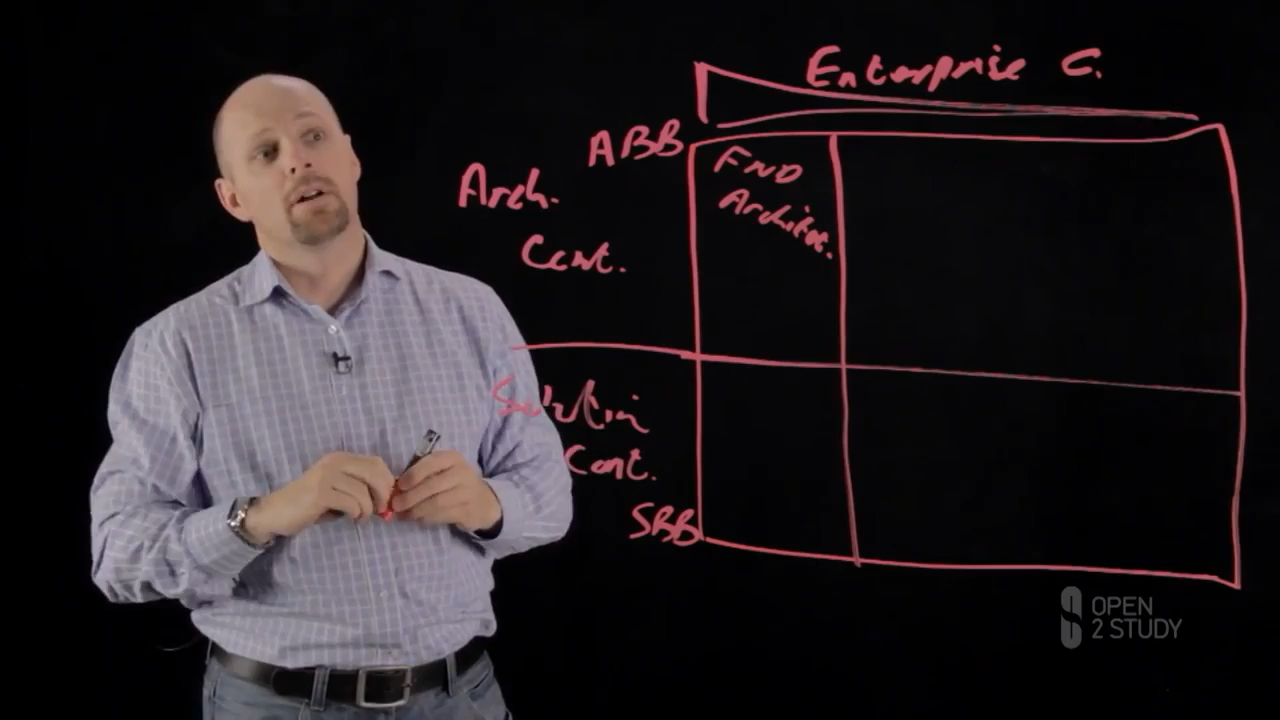 Enterprise C.
ABB
Arch.
Cont.
FND
Architec.
Solution
Cont.
SBB
OPEN
2 STUDY